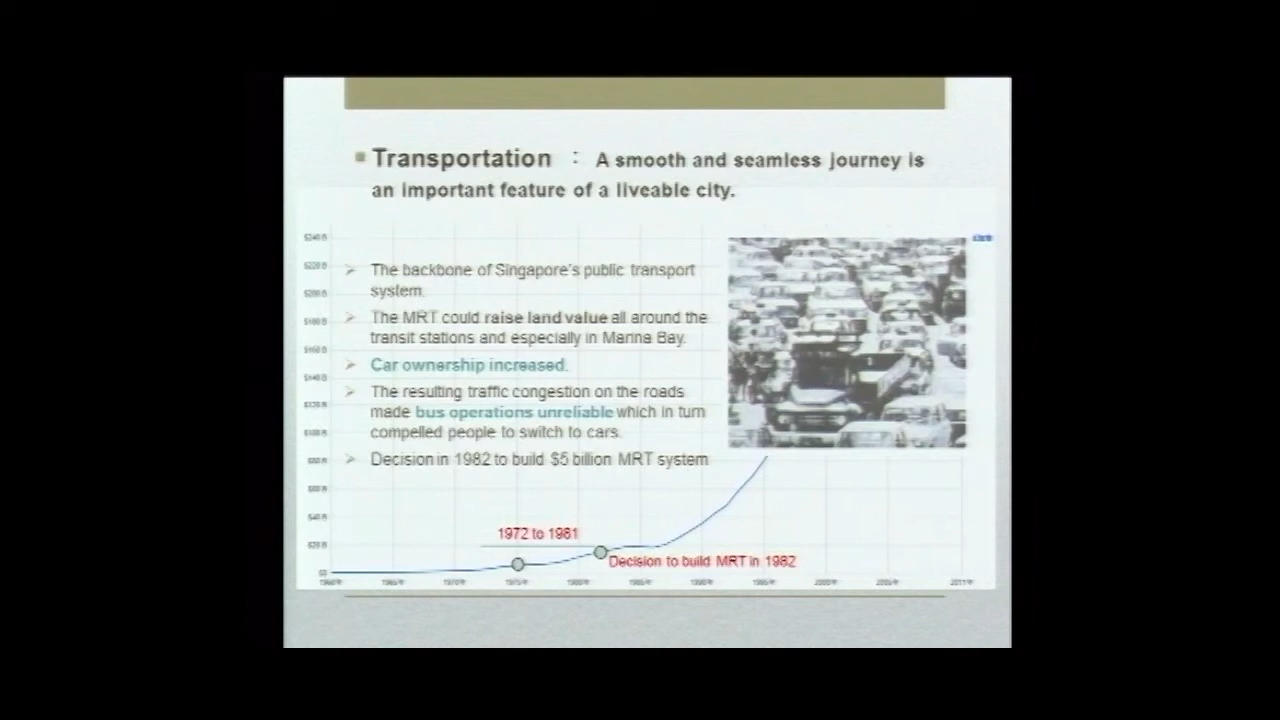 Transportation : A smooth and seamless journey is
an important feature of a liveable city.
The backbone of Singapore's public transport
system.
The MRT could raise land value all around the
transit stations and especially in Marina Bay.
Car ownership increased.
The resulting traffic congestion on the roads
made bus operations unreliable which in turn
compelled people to switch to cars.
Decision in 1982 to build $5 billion MRT system
1972 to 1981
Decision to build MRT in 1982